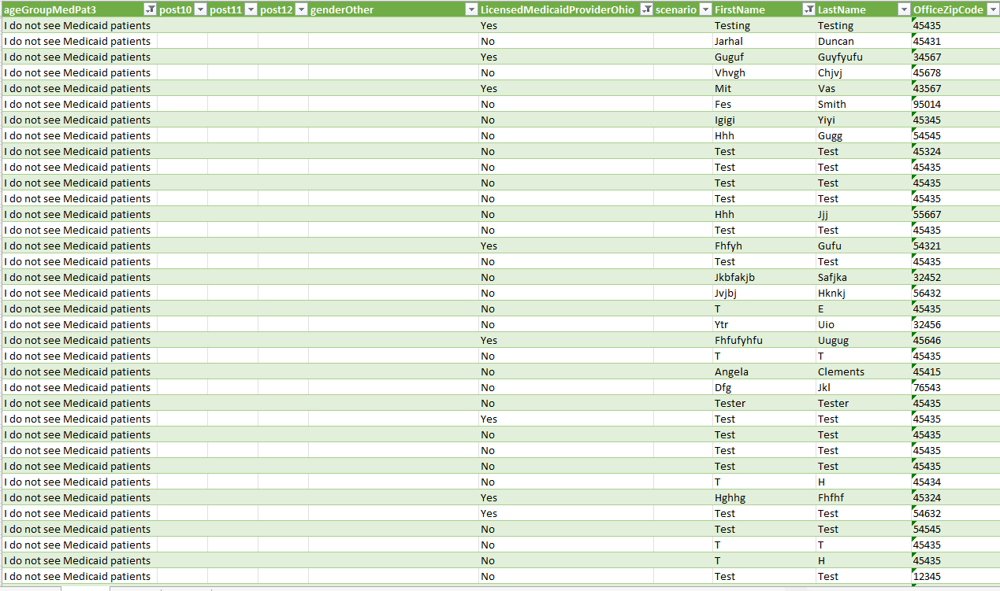 ageGroupMedPat3 post10 post11 post12 genderOther LicensedMedicaidProviderOhio scenario FirstName LastName OfficeZipCode
I do not see Medicaid patients Yes Testing Testing 45435
I do not see Medicaid patients No Jarhal Duncan 45431
I do not see Medicaid patients Yes Guguf Guyfyufu 34567
I do not see Medicaid patients No Vhvgh Chjvj 45678
I do not see Medicaid patients Yes Mit Vas 43567
I do not see Medicaid patients No Fes Smith 95014
I do not see Medicaid patients No Igigi Yiyi 45345
I do not see Medicaid patients No Hhh Gugg 54545
I do not see Medicaid patients No Test Test 45324
I do not see Medicaid patients No Test Test 45435
I do not see Medicaid patients No Test Test 45435
I do not see Medicaid patients No Test Test 45435
I do not see Medicaid patients No Hhh Jjj 55667
I do not see Medicaid patients No Test Test 45435
I do not see Medicaid patients Yes Fhfyh Gufu 54321
I do not see Medicaid patients No Test Test 45435
I do not see Medicaid patients No Jkbfakjb Safjka 32452
I do not see Medicaid patients No Jvjbj Hknkj 56432
I do not see Medicaid patients No T E 45435
I do not see Medicaid patients No Ytr Uio 32456
I do not see Medicaid patients Yes Fhfufyhfu Uugug 45646
I do not see Medicaid patients No T T 45435
I do not see Medicaid patients No Angela Clements 45415
I do not see Medicaid patients No Dfg Jkl 76543
I do not see Medicaid patients No Tester Tester 45435
I do not see Medicaid patients Yes Test Test 45435
I do not see Medicaid patients No Test Test 45435
I do not see Medicaid patients No Test Test 45435
I do not see Medicaid patients No Test Test 45435
I do not see Medicaid patients No T H 45434
I do not see Medicaid patients Yes Hghhg Fhfhf 45324
I do not see Medicaid patients Yes Test Test 54632
I do not see Medicaid patients No Test Test 54545
I do not see Medicaid patients No T T 45435
I do not see Medicaid patients No T H 45435
I do not see Medicaid patients No Test Test 12345